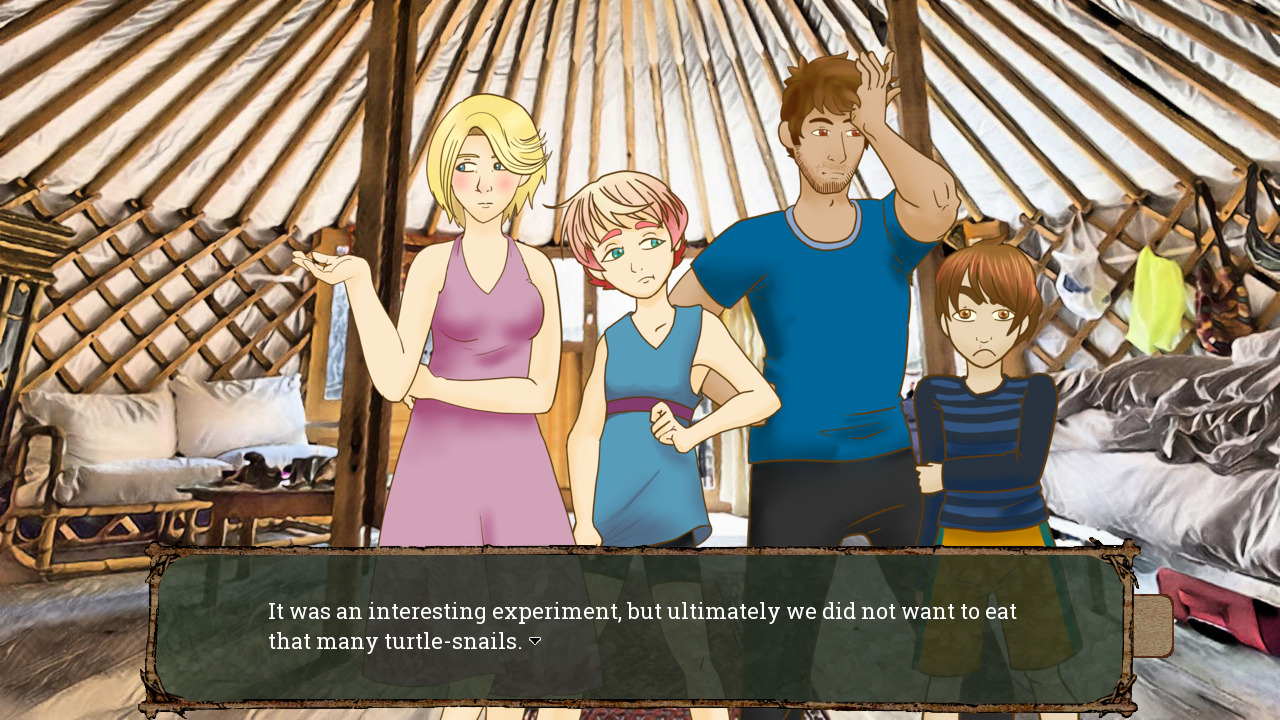 It was an interesting experiment, but ultimately we did not want to eat
that many turtle-snails.